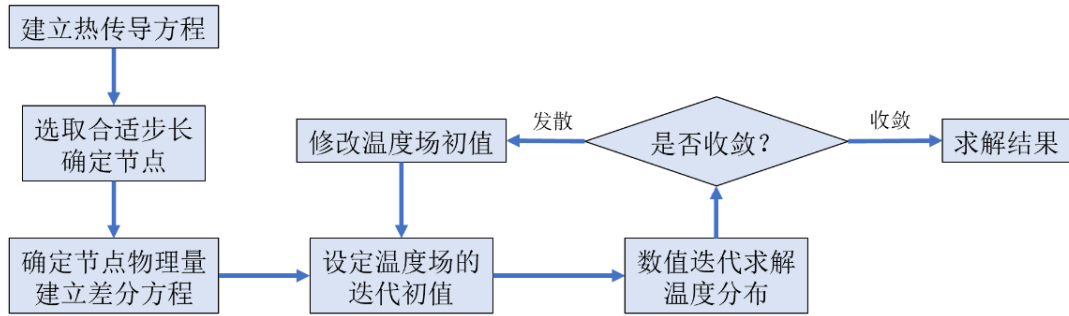 建立热传导方程
选取合适步长
确定节点
确定节点物理量
建立差分方程
设定温度场的
迭代初值
数值迭代求解
温度分布
是否收敛？
发散
修改温度场初值
收敛
求解结果